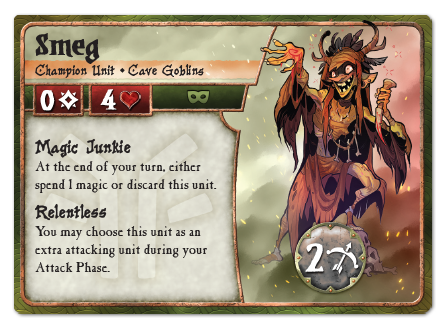 Smeg
Champion Unit • Cave Goblins
0 4
Magic Junkie
At the end of your turn, either
spend 1 magic or discard this unit.
Relentless
You may choose this unit as an
extra attacking unit during your
Attack Phase.
2